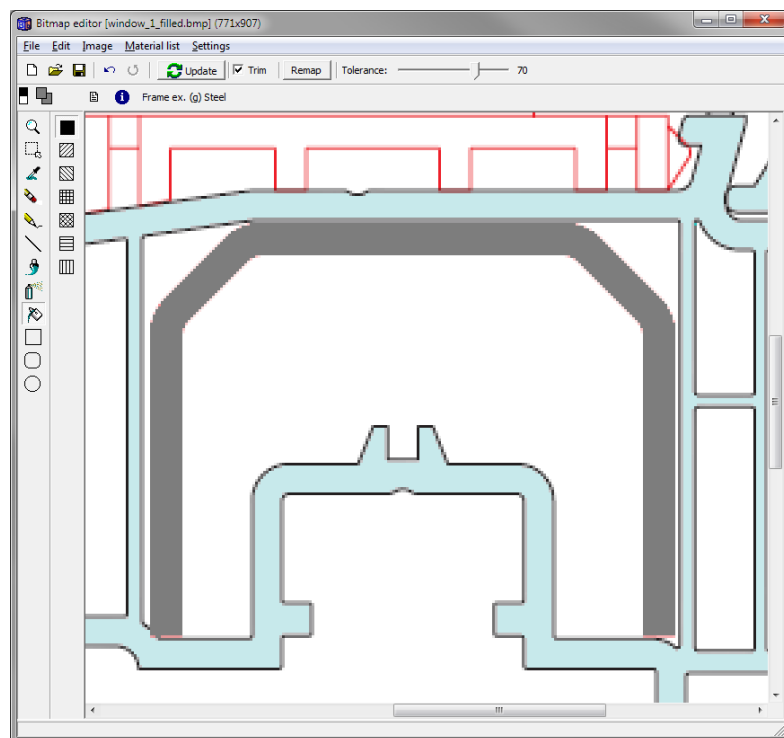 Bitmap editor [window_1_filled.bmp] (771x907)
File Edit Image Material list Settings
Update Trim Remap Tolerance: 70
Frame ex. (g) Steel